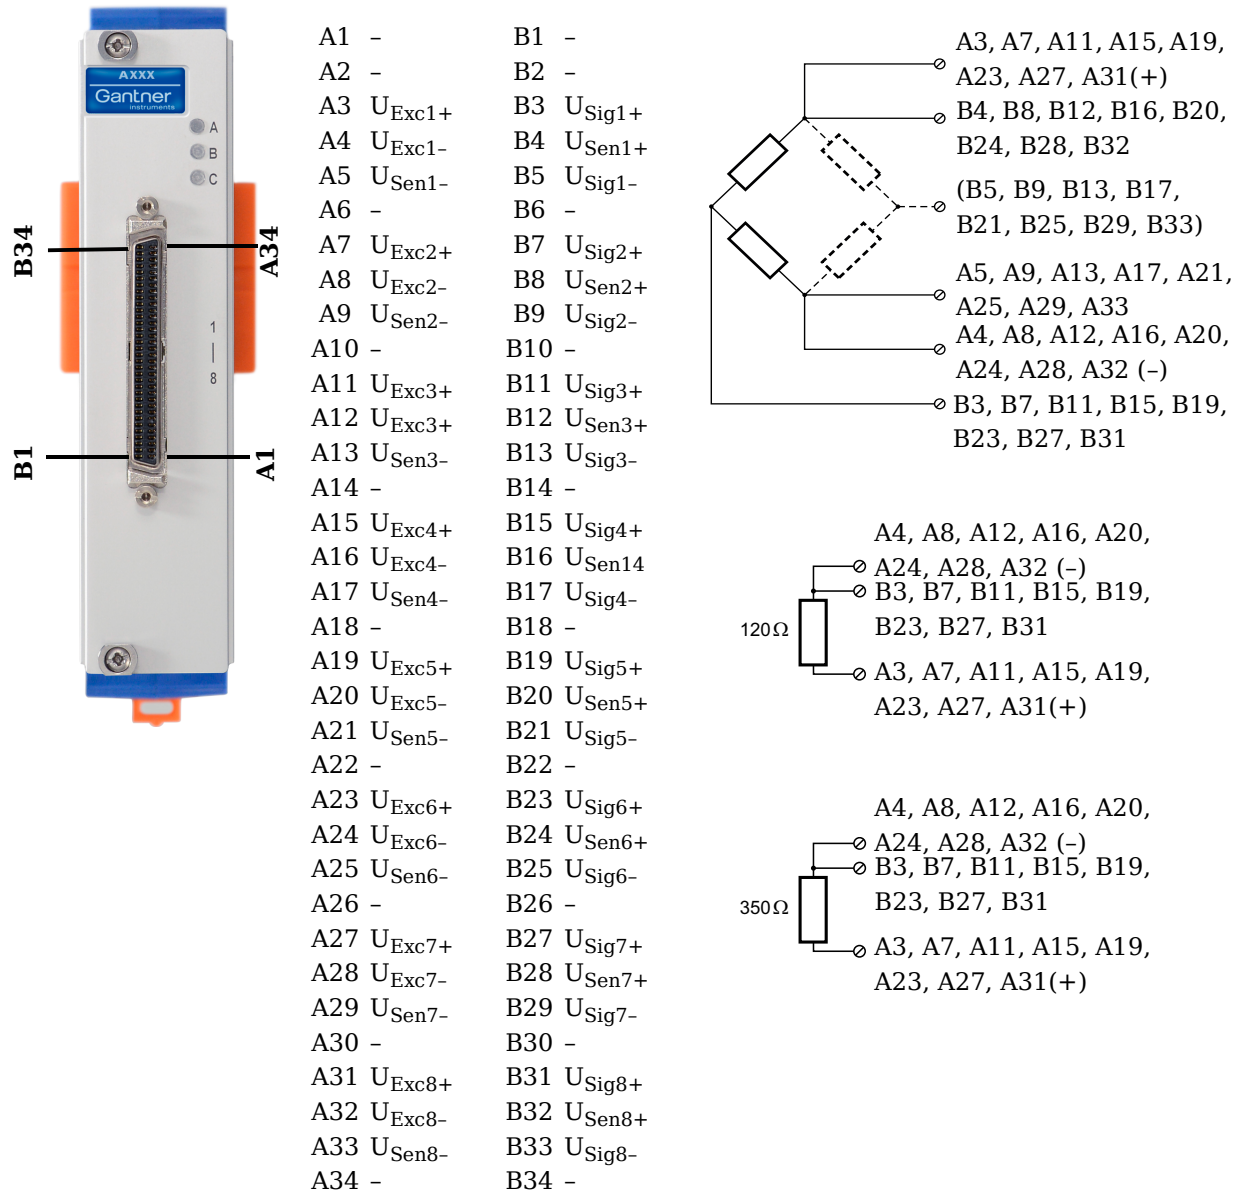 AXXX
Gantner
instruments
A
B
C
1
8
B34
A34
B1
A1
A1 – B1 –
A2 – B2 –
A3 UExc1+ B3 USig1+
A4 UExc1– B4 USen1+
A5 USen1– B5 USig1–
A6 – B6 –
A7 UExc2+ B7 USig2+
A8 UExc2– B8 USen2+
A9 USen2– B9 USig2–
A10 – B10 –
A11 UExc3+ B11 USig3+
A12 UExc3+ B12 USen3+
A13 USen3– B13 USig3–
A14 – B14 –
A15 UExc4+ B15 USig4+
A16 UExc4– B16 USen14
A17 USen4– B17 USig4–
A18 – B18 –
A19 UExc5+ B19 USig5+
A20 UExc5– B20 USen5+
A21 USen5– B21 USig5–
A22 – B22 –
A23 UExc6+ B23 USig6+
A24 UExc6– B24 USen6+
A25 USen6– B25 USig6–
A26 – B26 –
A27 UExc7+ B27 USig7+
A28 UExc7– B28 USen7+
A29 USen7– B29 USig7–
A30 – B30 –
A31 UExc8+ B31 USig8+
A32 UExc8– B32 USen8+
A33 USen8– B33 USig8–
A34 – B34 –
A3, A7, A11, A15, A19,
A23, A27, A31(+)
B4, B8, B12, B16, B20,
B24, B28, B32
(B5, B9, B13, B17,
B21, B25, B29, B33)
A5, A9, A13, A17, A21,
A25, A29, A33
A4, A8, A12, A16, A20,
A24, A28, A32 (–)
B3, B7, B11, B15, B19,
B23, B27, B31
A4, A8, A12, A16, A20,
A24, A28, A32 (–)
B3, B7, B11, B15, B19,
B23, B27, B31
120Ω
A3, A7, A11, A15, A19,
A23, A27, A31(+)
A4, A8, A12, A16, A20,
A24, A28, A32 (–)
B3, B7, B11, B15, B19,
B23, B27, B31
350Ω
A3, A7, A11, A15, A19,
A23, A27, A31(+)